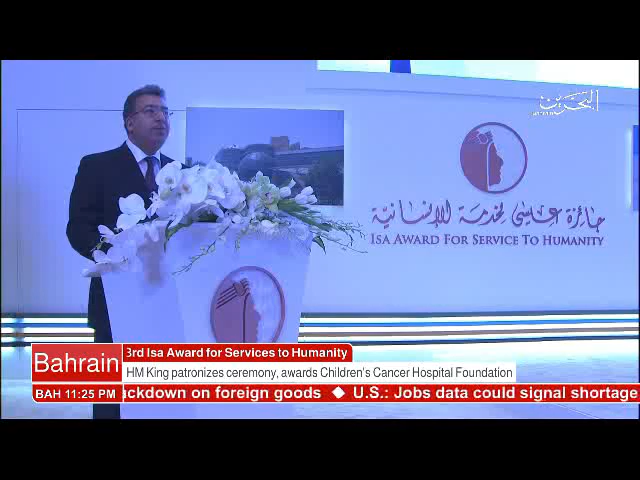 البحرين
جائزة عيسى لخدمة الإنسانية
ISA AWARD FOR SERVICE TO HUMANITY
3rd Isa Award for Services to Humanity
Bahrain
HM King patronizes ceremony, awards Children's Cancer Hospital Foundation
BAH 11:25 PM
ckdown on foreign goods ◆ U.S.: Jobs data could signal shortage